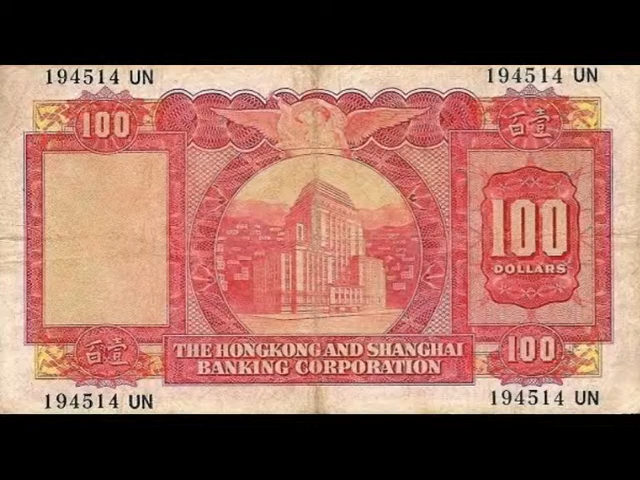 194514 UN 194514 UN
100 百壹
100
DOLLARS
百壹 THE HONGKONG AND SHANGHAI 100
BANKING CORPORATION
194514 UN 194514 UN